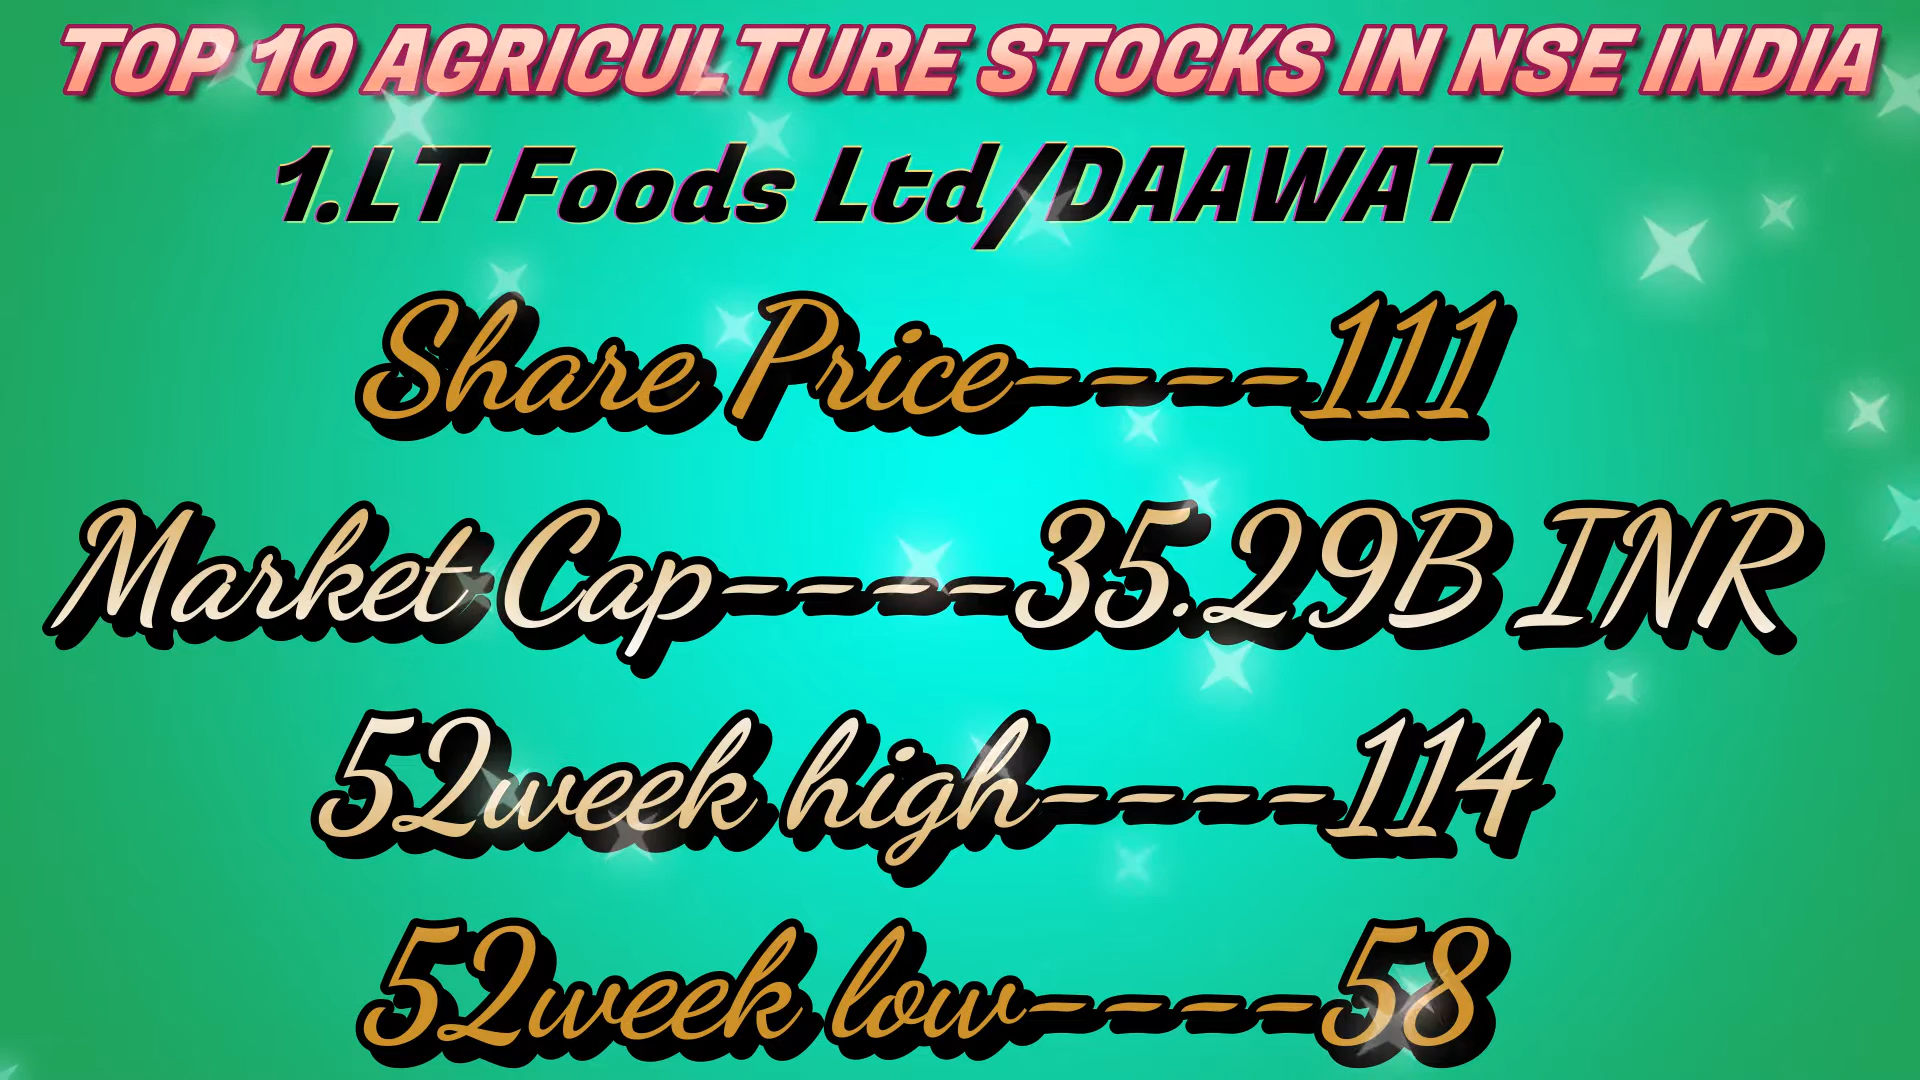 TOP 10 AGRICULTURE STOCKS IN NSE INDIA
1.LT Foods Ltd/DAAWAT
Share Price----111
Market Cap----35.29B INR
52week high----114
52week low----58